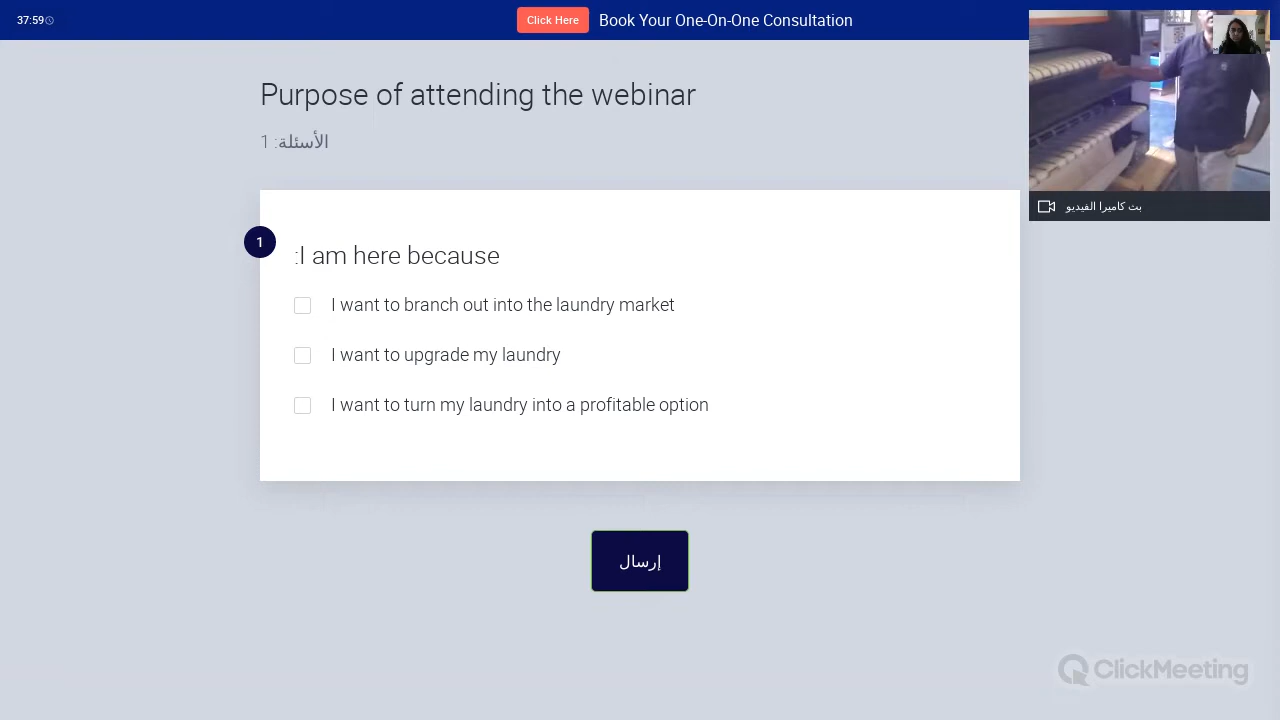 37:59
Click Here Book Your One-On-One Consultation
Purpose of attending the webinar
الأسئلة: 1
بث كاميرا الفيديو
1
:I am here because
I want to branch out into the laundry market
I want to upgrade my laundry
I want to turn my laundry into a profitable option
إرسال
ClickMeeting